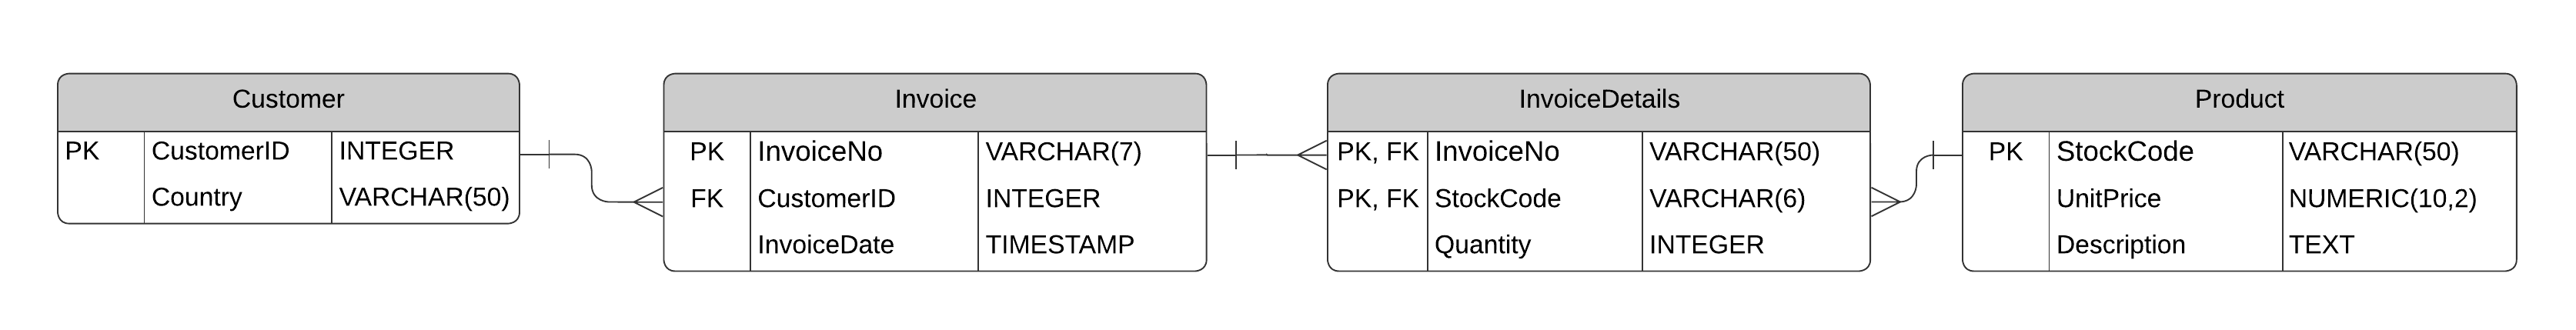 Customer
PK CustomerID INTEGER
Country VARCHAR(50)
Invoice
PK InvoiceNo VARCHAR(7)
FK CustomerID INTEGER
InvoiceDate TIMESTAMP
InvoiceDetails
PK, FK InvoiceNo VARCHAR(50)
PK, FK StockCode VARCHAR(6)
Quantity INTEGER
Product
PK StockCode VARCHAR(50)
UnitPrice NUMERIC(10,2)
Description TEXT